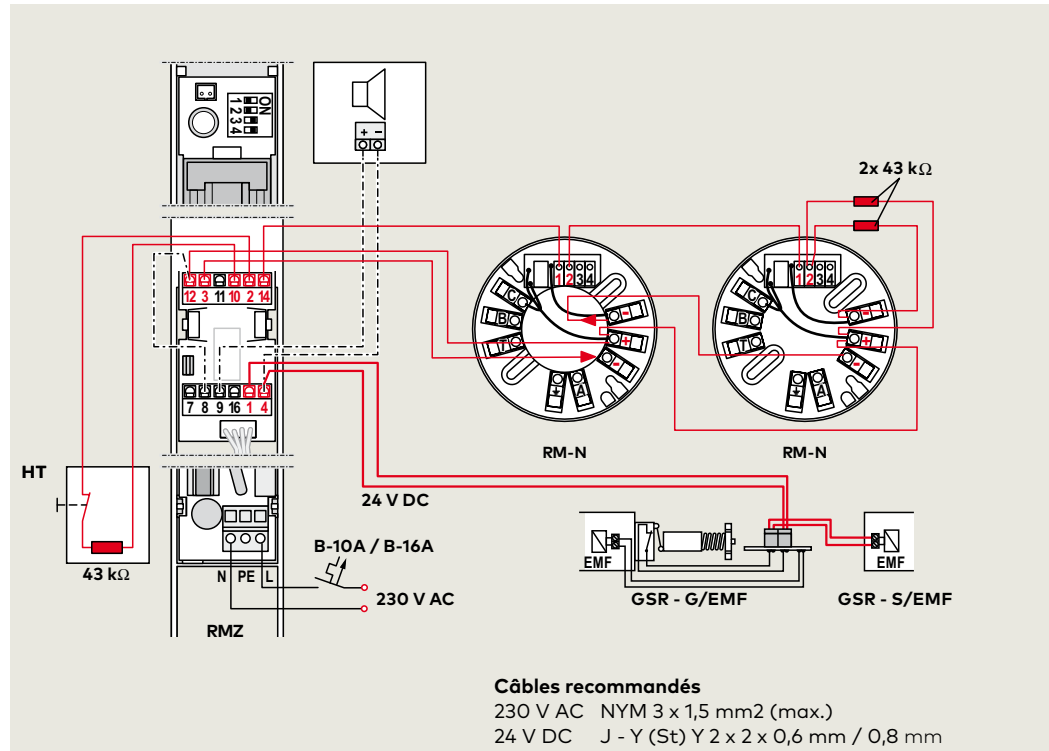 ON
1 2 3 4
+ -
2x 43 kΩ
12 3 11 10 2 14
1 2 3 4
1 2 3 4
C
B
T
-
+
-
A
C
B
T
-
+
-
A
7 8 9 16 1 4
RM-N
RM-N
HT
24 V DC
43 kΩ
N PE L
B-10A / B-16A
230 V AC
RMZ
EMF
EMF
GSR - G/EMF
GSR - S/EMF
Câbles recommandés
230 V AC NYM 3 x 1,5 mm2 (max.)
24 V DC J - Y (St) Y 2 x 2 x 0,6 mm / 0,8 mm